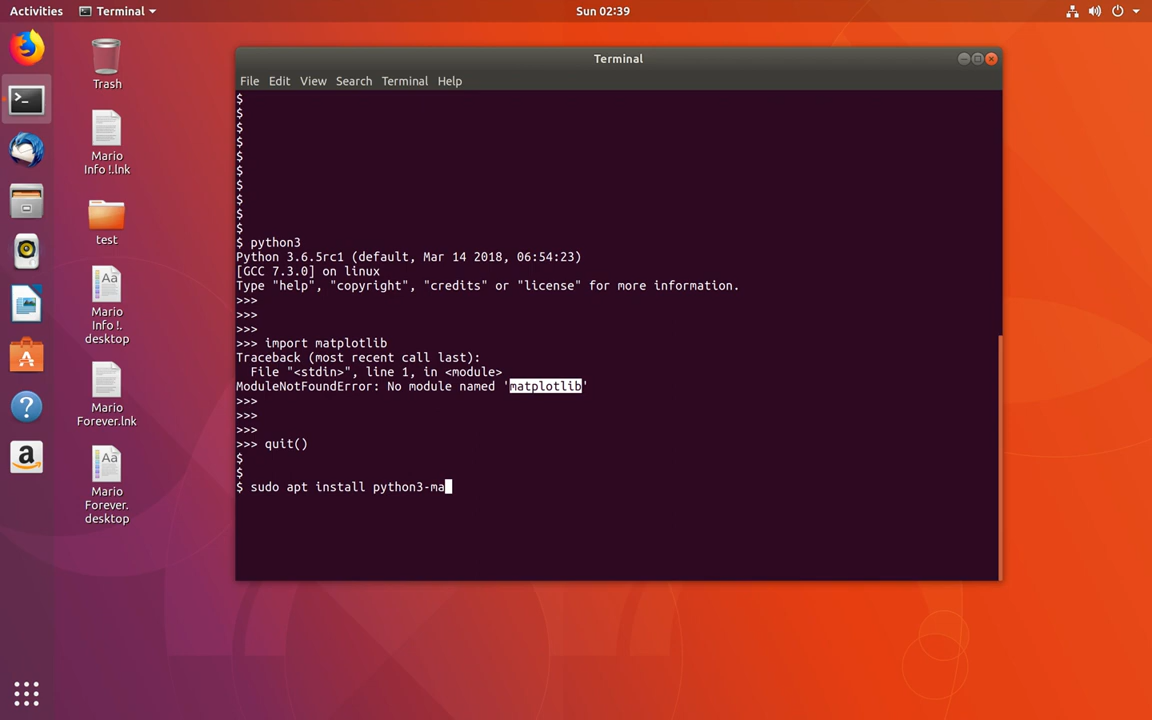 Activities Terminal Sun 02:39
Trash
Mario
Info !.lnk
test
Mario
Info !.
desktop
Mario
Forever.lnk
Mario
Forever.
desktop
Terminal
File Edit View Search Terminal Help
$
$
$
$
$
$
$
$
$
$
$ python3
Python 3.6.5rc1 (default, Mar 14 2018, 06:54:23)
[GCC 7.3.0] on linux
Type "help", "copyright", "credits" or "license" for more information.
>>>
>>>
>>>
>>> import matplotlib
Traceback (most recent call last):
  File "<stdin>", line 1, in <module>
ModuleNotFoundError: No module named 'matplotlib'
>>>
>>>
>>>
>>> quit()
$
$
$ sudo apt install python3-ma